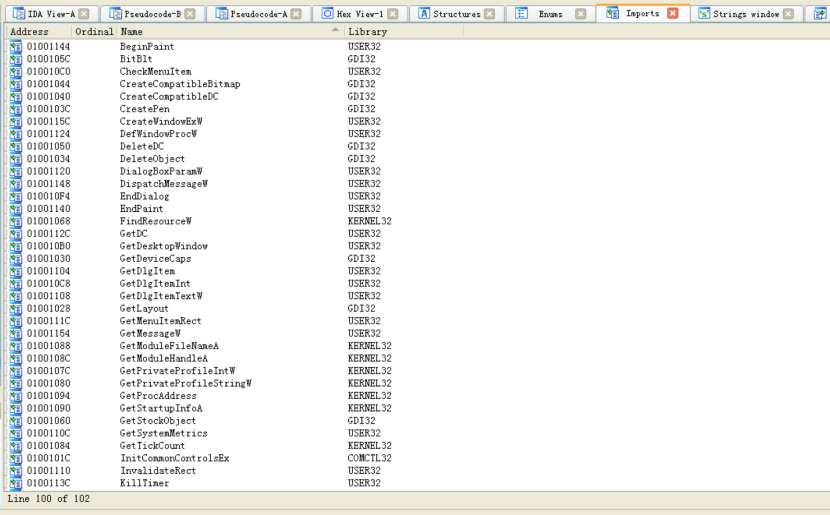 IDA View-A Pseudocode-B Pseudocode-A Hex View-1 Structures Enums Imports Strings window
Address Ordinal Name Library
01001144 BeginPaint USER32
0100105C BitBlt GDI32
010010C0 CheckMenuItem USER32
01001044 CreateCompatibleBitmap GDI32
01001040 CreateCompatibleDC GDI32
0100103C CreatePen GDI32
0100115C CreateWindowExW USER32
01001124 DefWindowProcW USER32
01001050 DeleteDC GDI32
01001034 DeleteObject GDI32
01001120 DialogBoxParamW USER32
01001148 DispatchMessageW USER32
010010F4 EndDialog USER32
01001140 EndPaint USER32
01001068 FindResourceW KERNEL32
0100112C GetDC USER32
010010B0 GetDesktopWindow USER32
01001030 GetDeviceCaps GDI32
01001104 GetDlgItem USER32
010010C8 GetDlgItemInt USER32
01001108 GetDlgItemTextW USER32
01001028 GetLayout GDI32
0100111C GetMenuItemRect USER32
01001154 GetMessageW USER32
01001088 GetModuleFileNameA KERNEL32
0100108C GetModuleHandleA KERNEL32
0100107C GetPrivateProfileIntW KERNEL32
01001080 GetPrivateProfileStringW KERNEL32
01001094 GetProcAddress KERNEL32
01001090 GetStartupInfoA KERNEL32
01001060 GetStockObject GDI32
0100110C GetSystemMetrics USER32
01001084 GetTickCount KERNEL32
0100101C InitCommonControlsEx COMCTL32
01001110 InvalidateRect USER32
0100113C KillTimer USER32
Line 100 of 102